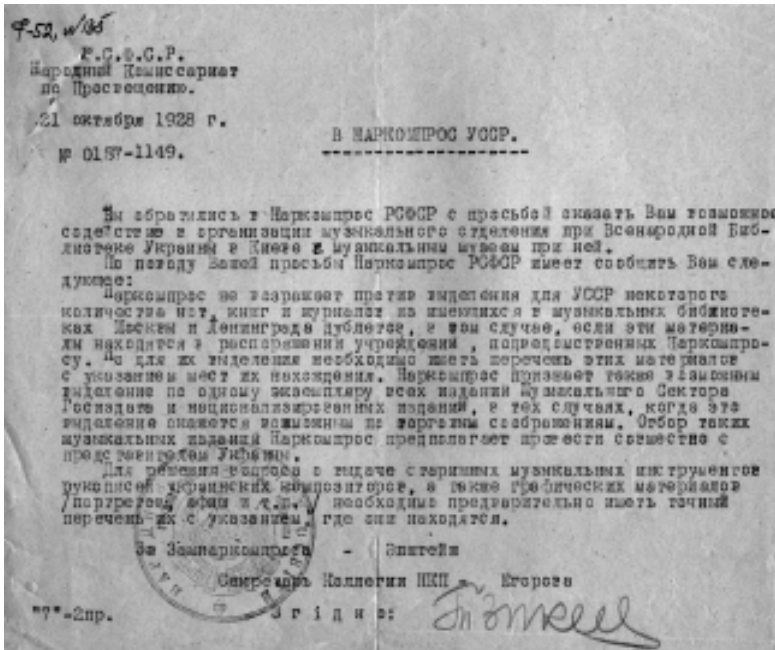 Ф-52, №
Р.С.Ф.С.Р.
Народный Комиссариат
по Просвещению.
21 октября 1928 г.
№ 0157-1149.
В НАРКОМПРОС УССР.
Вы обратились в Наркомпрос РСФСР с просьбой оказать Вам возможное
содействие в организации музыкального отделения при Всенародной Биб-
лиотеке Украины в Киеве и музыкальным музеем при ней.
По поводу Вашей просьбы Наркомпрос РСФСР имеет сообщить Вам сле-
дующее:
Наркомпрос не возражает против выделения для УССР некоторого
количества нот, книг и журналов из имеющихся в музыкальных библиоте-
ках Москвы и Ленинграда дублетов, в том случае, если эти материа-
лы находятся в распоряжении учреждений, подведомственных Наркомпро-
су. Но для их выделения необходимо иметь перечень этих материалов
с указанием мест их нахождения. Наркомпрос признает также возможным
выделение по одному экземпляру всех изданий Музыкального Сектора
Госиздата и национализированных изданий, в тех случаях, когда это
выделение окажется возможным по торговым соображениям. Отбор таких
музыкальных изданий Наркомпрос предполагает провести совместно с
представителем Украины.
Для решения вопроса о выдаче старинных музыкальных инструментов
рукописей украинских композиторов, а также графических материалов
/портретов, афиш и т.п./ необходимо предварительно иметь точный
перечень их с указанием, где они находятся.
За Замнаркомпроса - Эпштейн
Секретарь Коллегии НКП - Егорова
"7"-2пр.
Згідно: